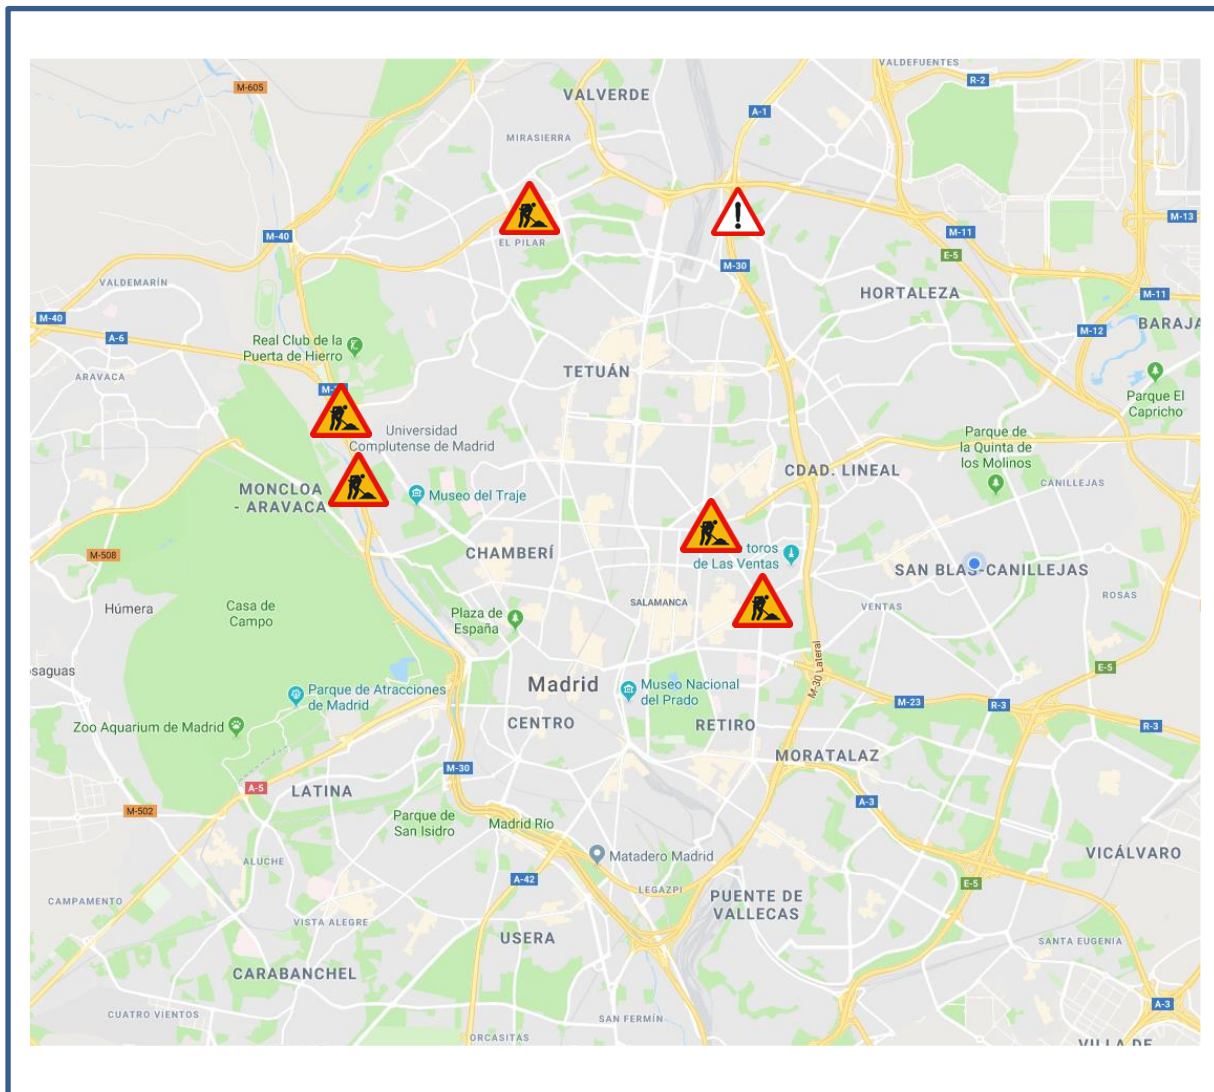 VALDEFUENTES
R-2
M-605
VALVERDE
A-1
MIRASIERRA
M-13
M-40
EL PILAR
M-11
E-5
M-30
VALDEMARÍN
HORTALEZA
M-11
M-40
BARAJA
A-6
M-12
Real Club de la
Puerta de Hierro
TETUÁN
ARAVACA
Parque El
Capricho
Universidad
Complutense de Madrid
Parque de
la Quinta de
los Molinos
CDAD. LINEAL
CANILLEJAS
MONCLOA
- ARAVACA
Museo del Traje
M-508
CHAMBERÍ
toros
de Las Ventas
SAN BLAS-CANILLEJAS
Húmera
Casa de
Campo
SALAMANCA
VENTAS
ROSAS
Plaza de
España
osaguas
M-30 Lateral
E-5
Madrid
Parque de Atracciones
de Madrid
Museo Nacional
del Prado
M-23
R-3
Zoo Aquarium de Madrid
CENTRO
RETIRO
R-3
MORATALAZ
M-30
A-5
LATINA
A-3
M-502
Parque de
San Isidro
Madrid Río
ALUCHE
Matadero Madrid
VICÁLVARO
A-42
LEGAZPI
E-5
CAMPAMENTO
PUENTE DE
VALLECAS
VISTA ALEGRE
USERA
SANTA EUGENIA
CARABANCHEL
A-3
CUATRO VIENTOS
SAN FERMÍN
ORCASITAS
VILLA DE